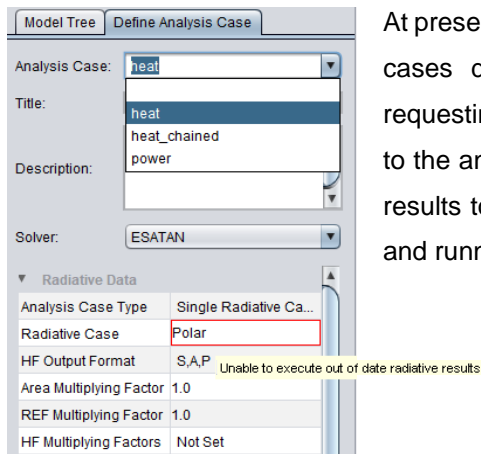 Model Tree Define Analysis Case
Analysis Case: heat
heat
heat_chained
power
Title:
Description:
Solver: ESATAN
Radiative Data
Analysis Case Type Single Radiative Ca...
Radiative Case Polar
HF Output Format S,A,P
Unable to execute out of date radiative results
Area Multiplying Factor 1.0
REF Multiplying Factor 1.0
HF Multiplying Factors Not Set
At prese
cases
requestin
to the ar
results to
and runn